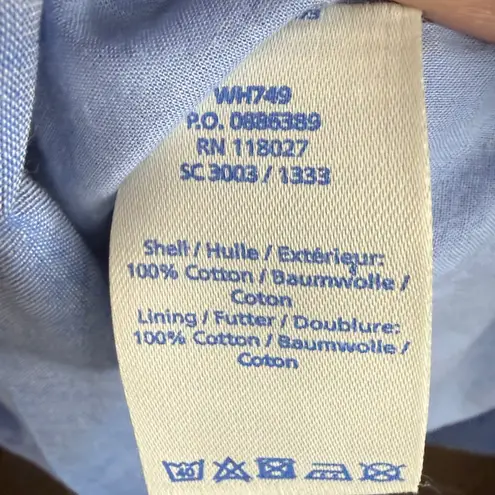 WH749
P.O. 0886389
RN 118027
SC 3003 / 1333
Shell / Hulle / Extérieur:
100% Cotton / Baumwolle /
Coton
Lining / Futter / Doublure:
100% Cotton / Baumwolle /
Coton
40